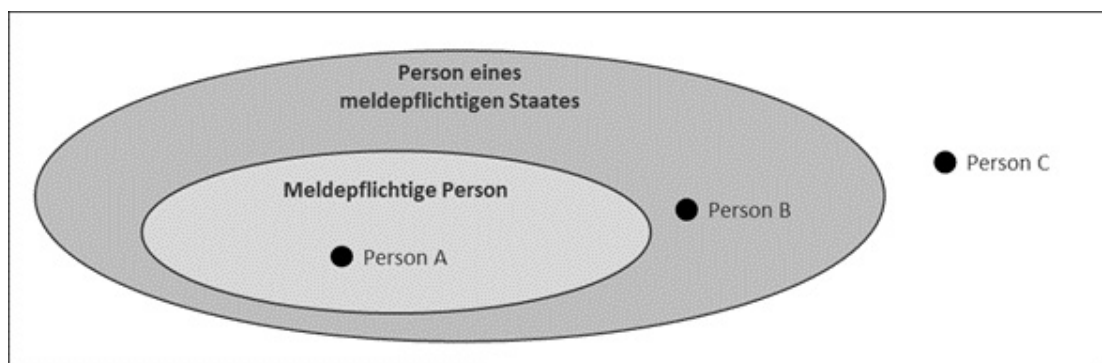 Person eines
meldepflichtigen Staates
Person C
Meldepflichtige Person
Person B
Person A